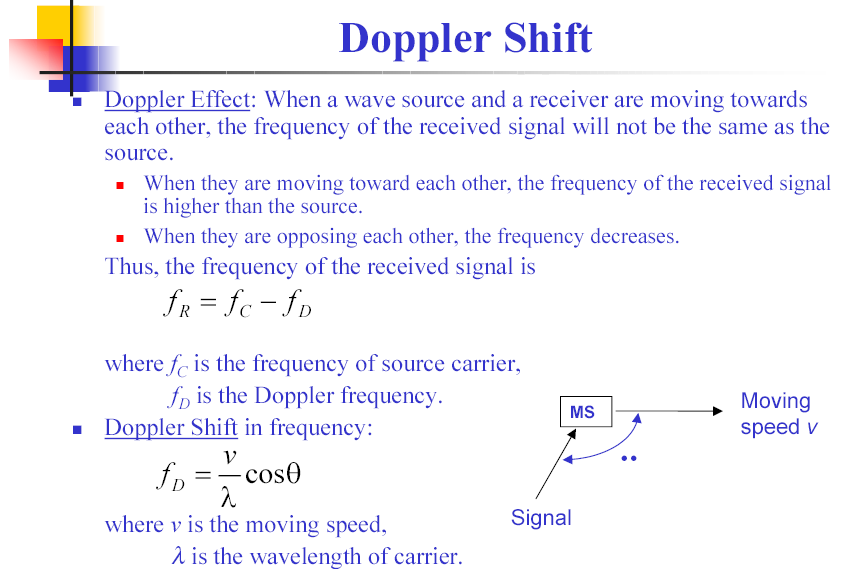 Doppler Shift
Doppler Effect: When a wave source and a receiver are moving towards
each other, the frequency of the received signal will not be the same as the
source.
When they are moving toward each other, the frequency of the received signal
is higher than the source.
When they are opposing each other, the frequency decreases.
Thus, the frequency of the received signal is
f_R = f_C − f_D
where f_C is the frequency of source carrier,
f_D is the Doppler frequency.
Doppler Shift in frequency:
f_D = v/λ cosθ
where v is the moving speed,
λ is the wavelength of carrier.
MS
Moving
speed v
Signal